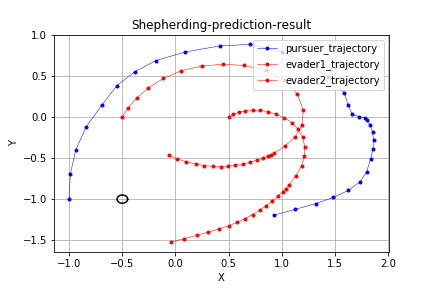 Shepherding-prediction-result
pursuer_trajectory
evader1_trajectory
evader2_trajectory
1.0
0.5
0.0
−0.5
−1.0
−1.5
Y
−1.0
−0.5
0.0
0.5
1.0
1.5
2.0
X